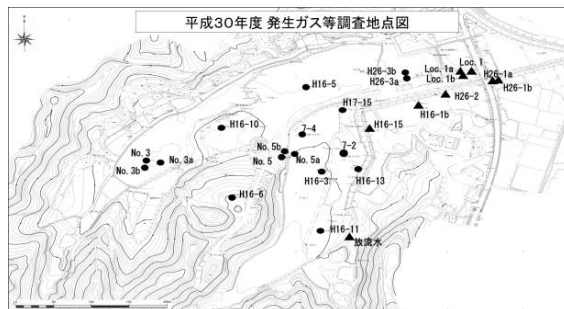 平成30年度 発生ガス等調査地点図
Loc. 1
Loc. 1a
Loc. 1b
H26-3b
H26-3a
H26-1a
H26-1b
H26-2
H16-5
H17-15
H16-1b
H16-10
7-4
H16-15
No. 5b
7-2
No. 3
No. 3a
No. 5
No. 5a
No. 3b
H16-3
H16-13
H16-6
H16-11
放流水